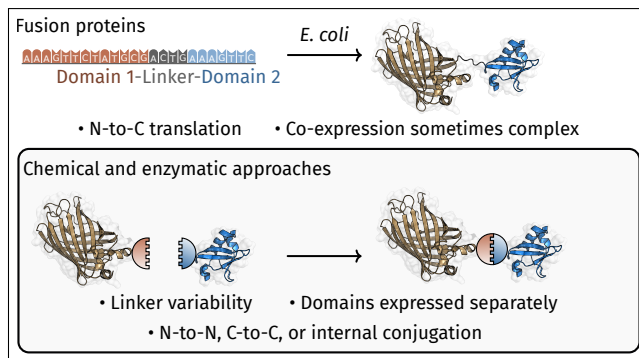 Fusion proteins
E. coli
AAAGTTCTATGCGACTGAAAGTTC
Domain 1-Linker-Domain 2
• N-to-C translation • Co-expression sometimes complex
Chemical and enzymatic approaches
• Linker variability • Domains expressed separately
• N-to-N, C-to-C, or internal conjugation